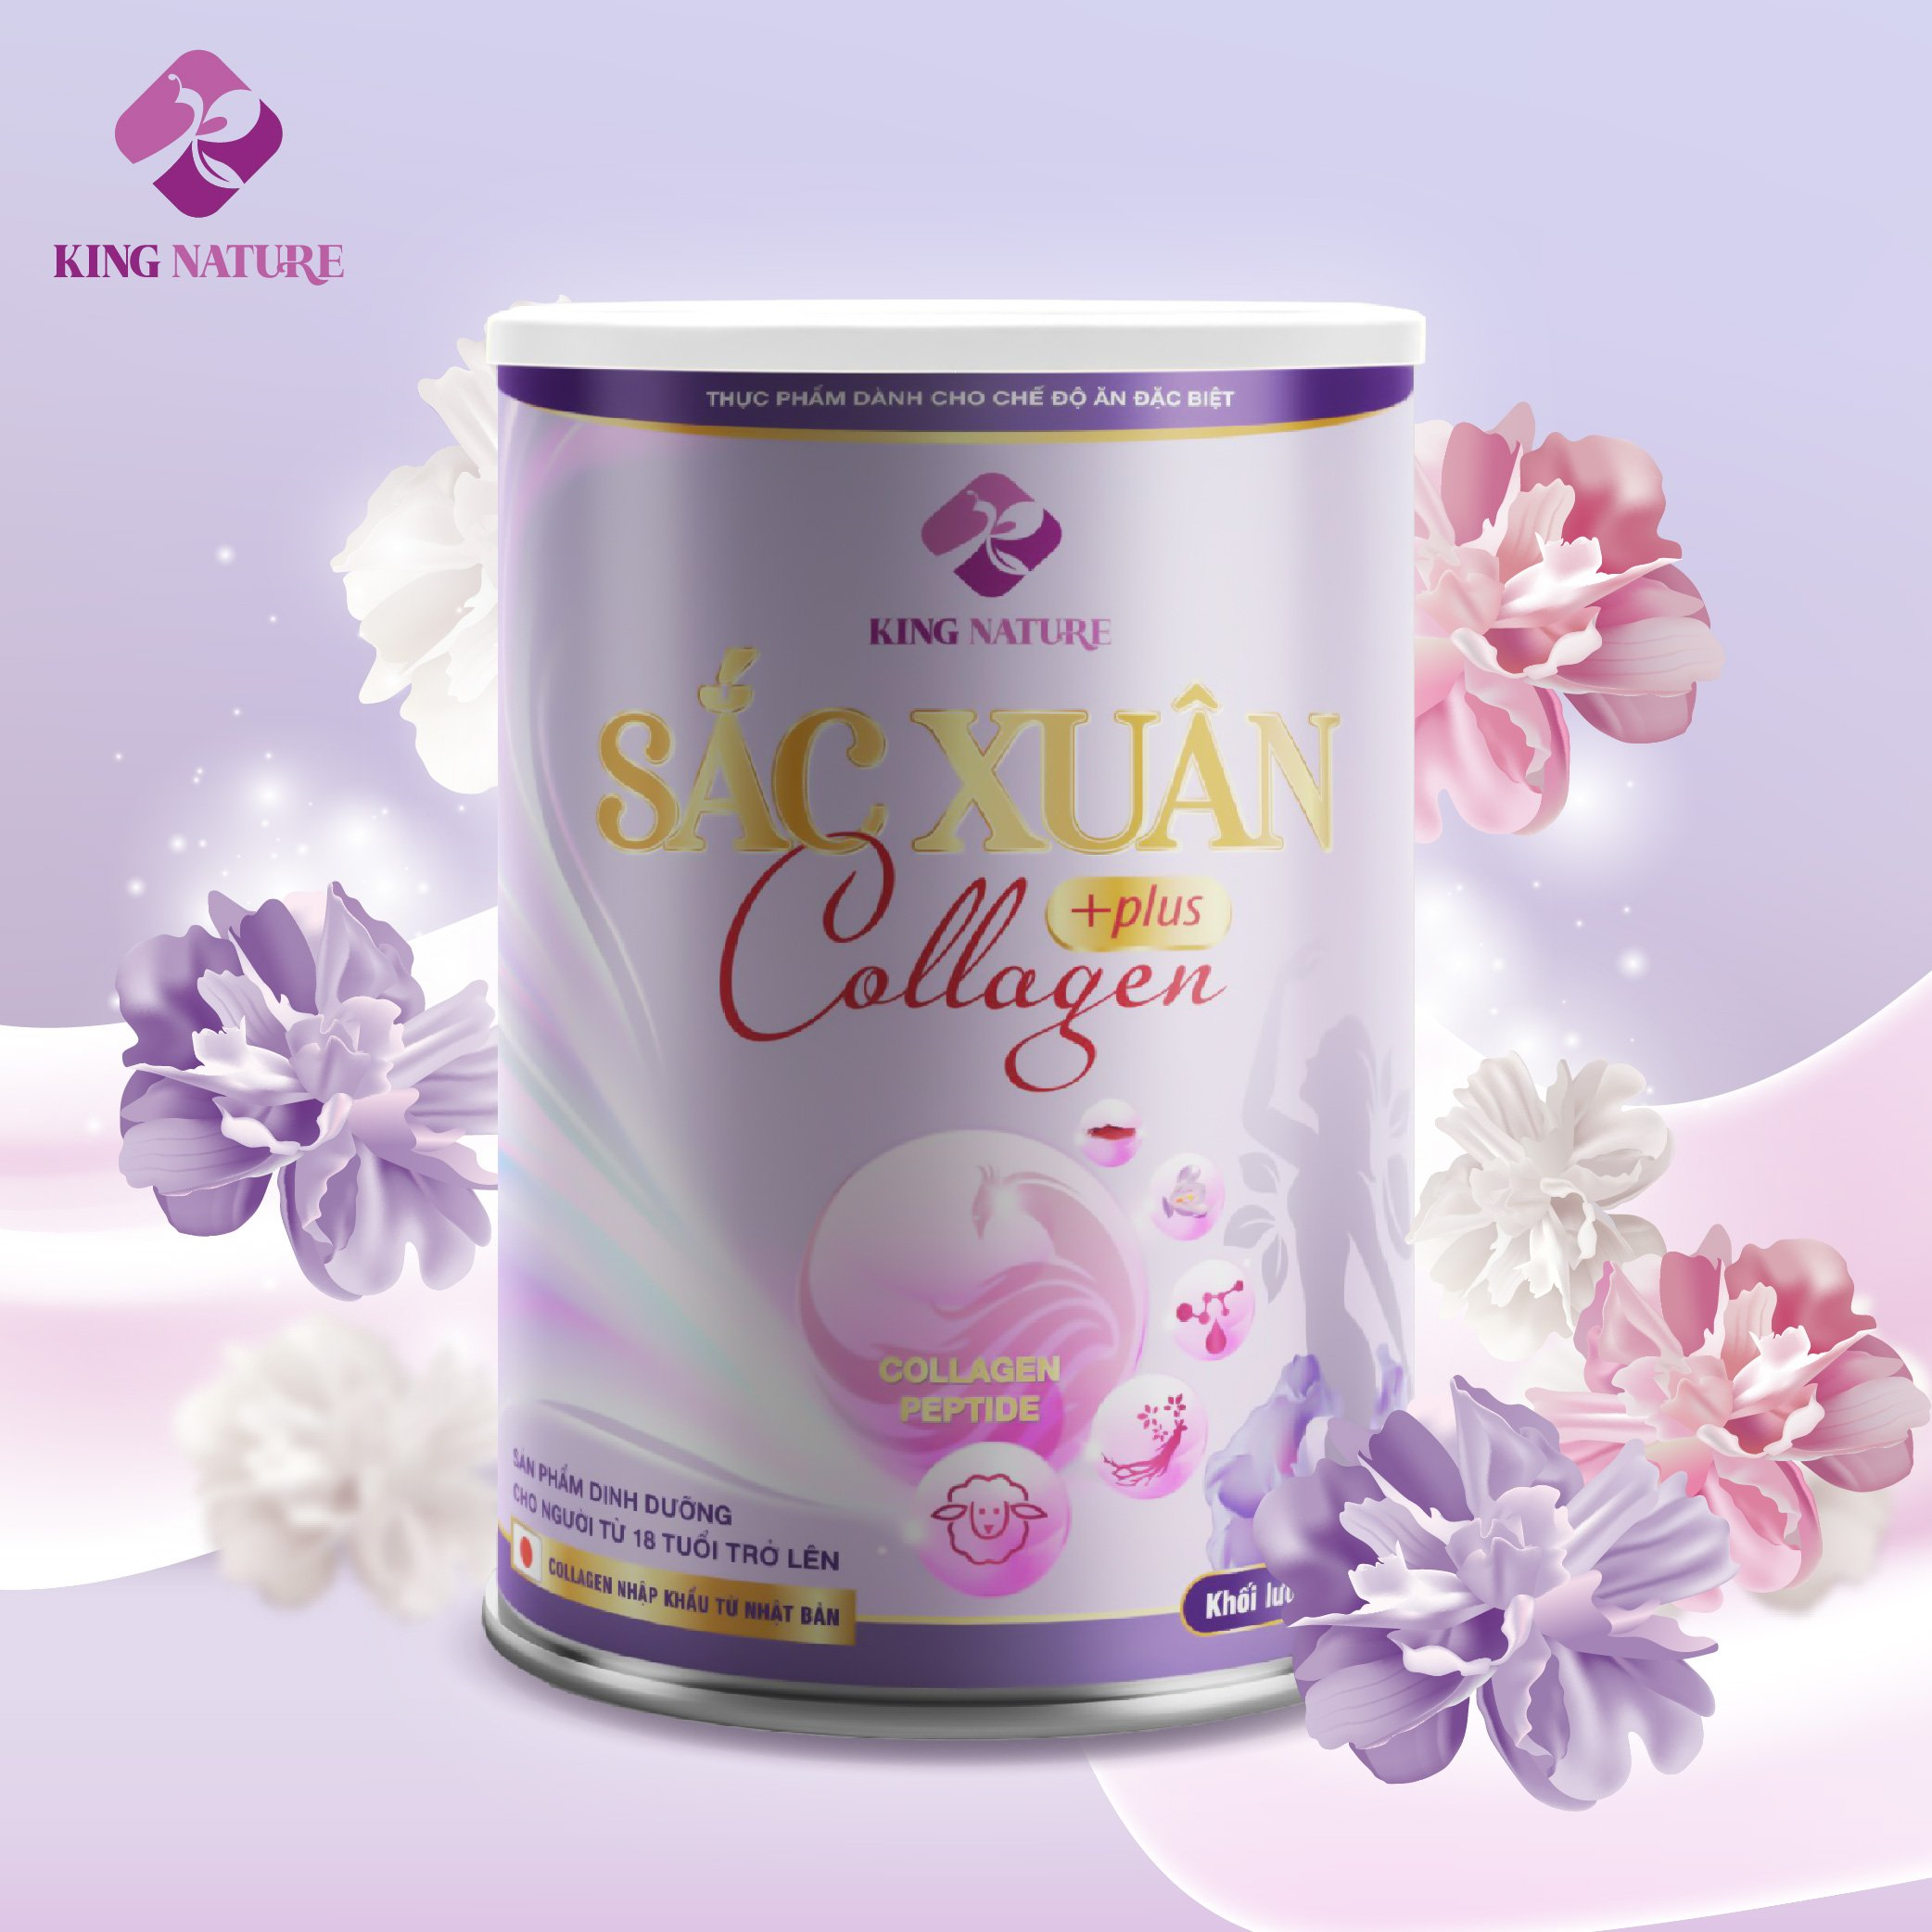 KING NATURE
THỰC PHẨM DÀNH CHO CHẾ ĐỘ ĂN ĐẶC BIỆT
KING NATURE
SẮC XUÂN
+plus
Collagen
COLLAGEN
PEPTIDE
SẢN PHẨM DINH DƯỠNG
CHO NGƯỜI TỪ 18 TUỔI TRỞ LÊN
COLLAGEN NHẬP KHẨU TỪ NHẬT BẢN
Khối